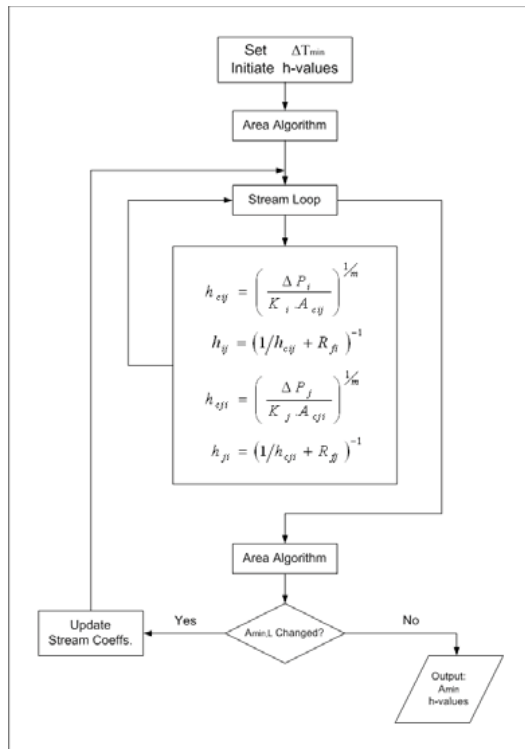 Set ΔTmin
Initiate h-values
Area Algorithm
Stream Loop
h_cij = (ΔP_i / K_i .A_cij)^1/m
h_ij = (1/h_cij + R_fi)^-1
h_cji = (ΔP_j / K_j .A_cji)^1/m
h_ji = (1/h_cji + R_fj)^-1
Area Algorithm
Amin,L Changed?
Yes
No
Update
Stream Coeffs.
Output:
Amin
h-values